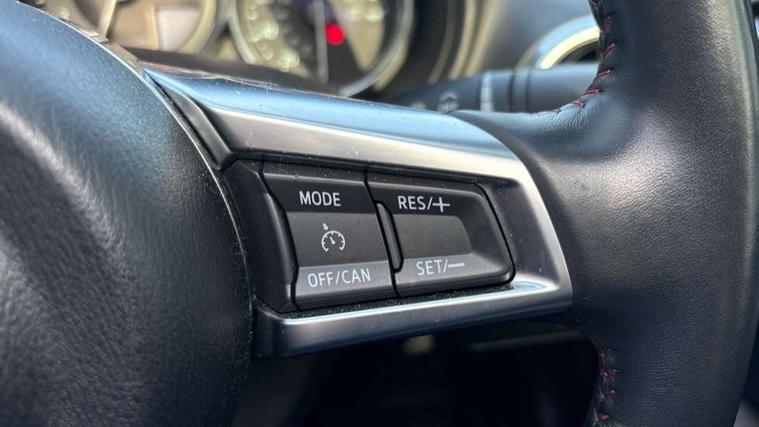 MODE
OFF/CAN
RES/+
SET/—